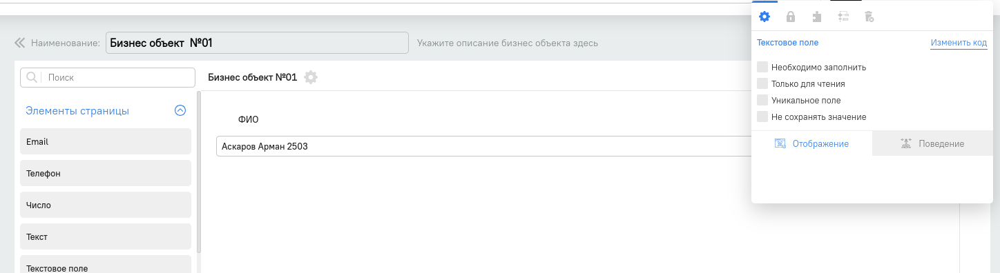 Наименование: Бизнес объект №01 Укажите описание бизнес объекта здесь
Поиск
Элементы страницы
Email
Телефон
Число
Текст
Текстовое поле
Бизнес объект №01
ФИО
Аскаров Арман 2503
Текстовое поле Изменить код
Необходимо заполнить
Только для чтения
Уникальное поле
Не сохранять значение
Отображение Поведение